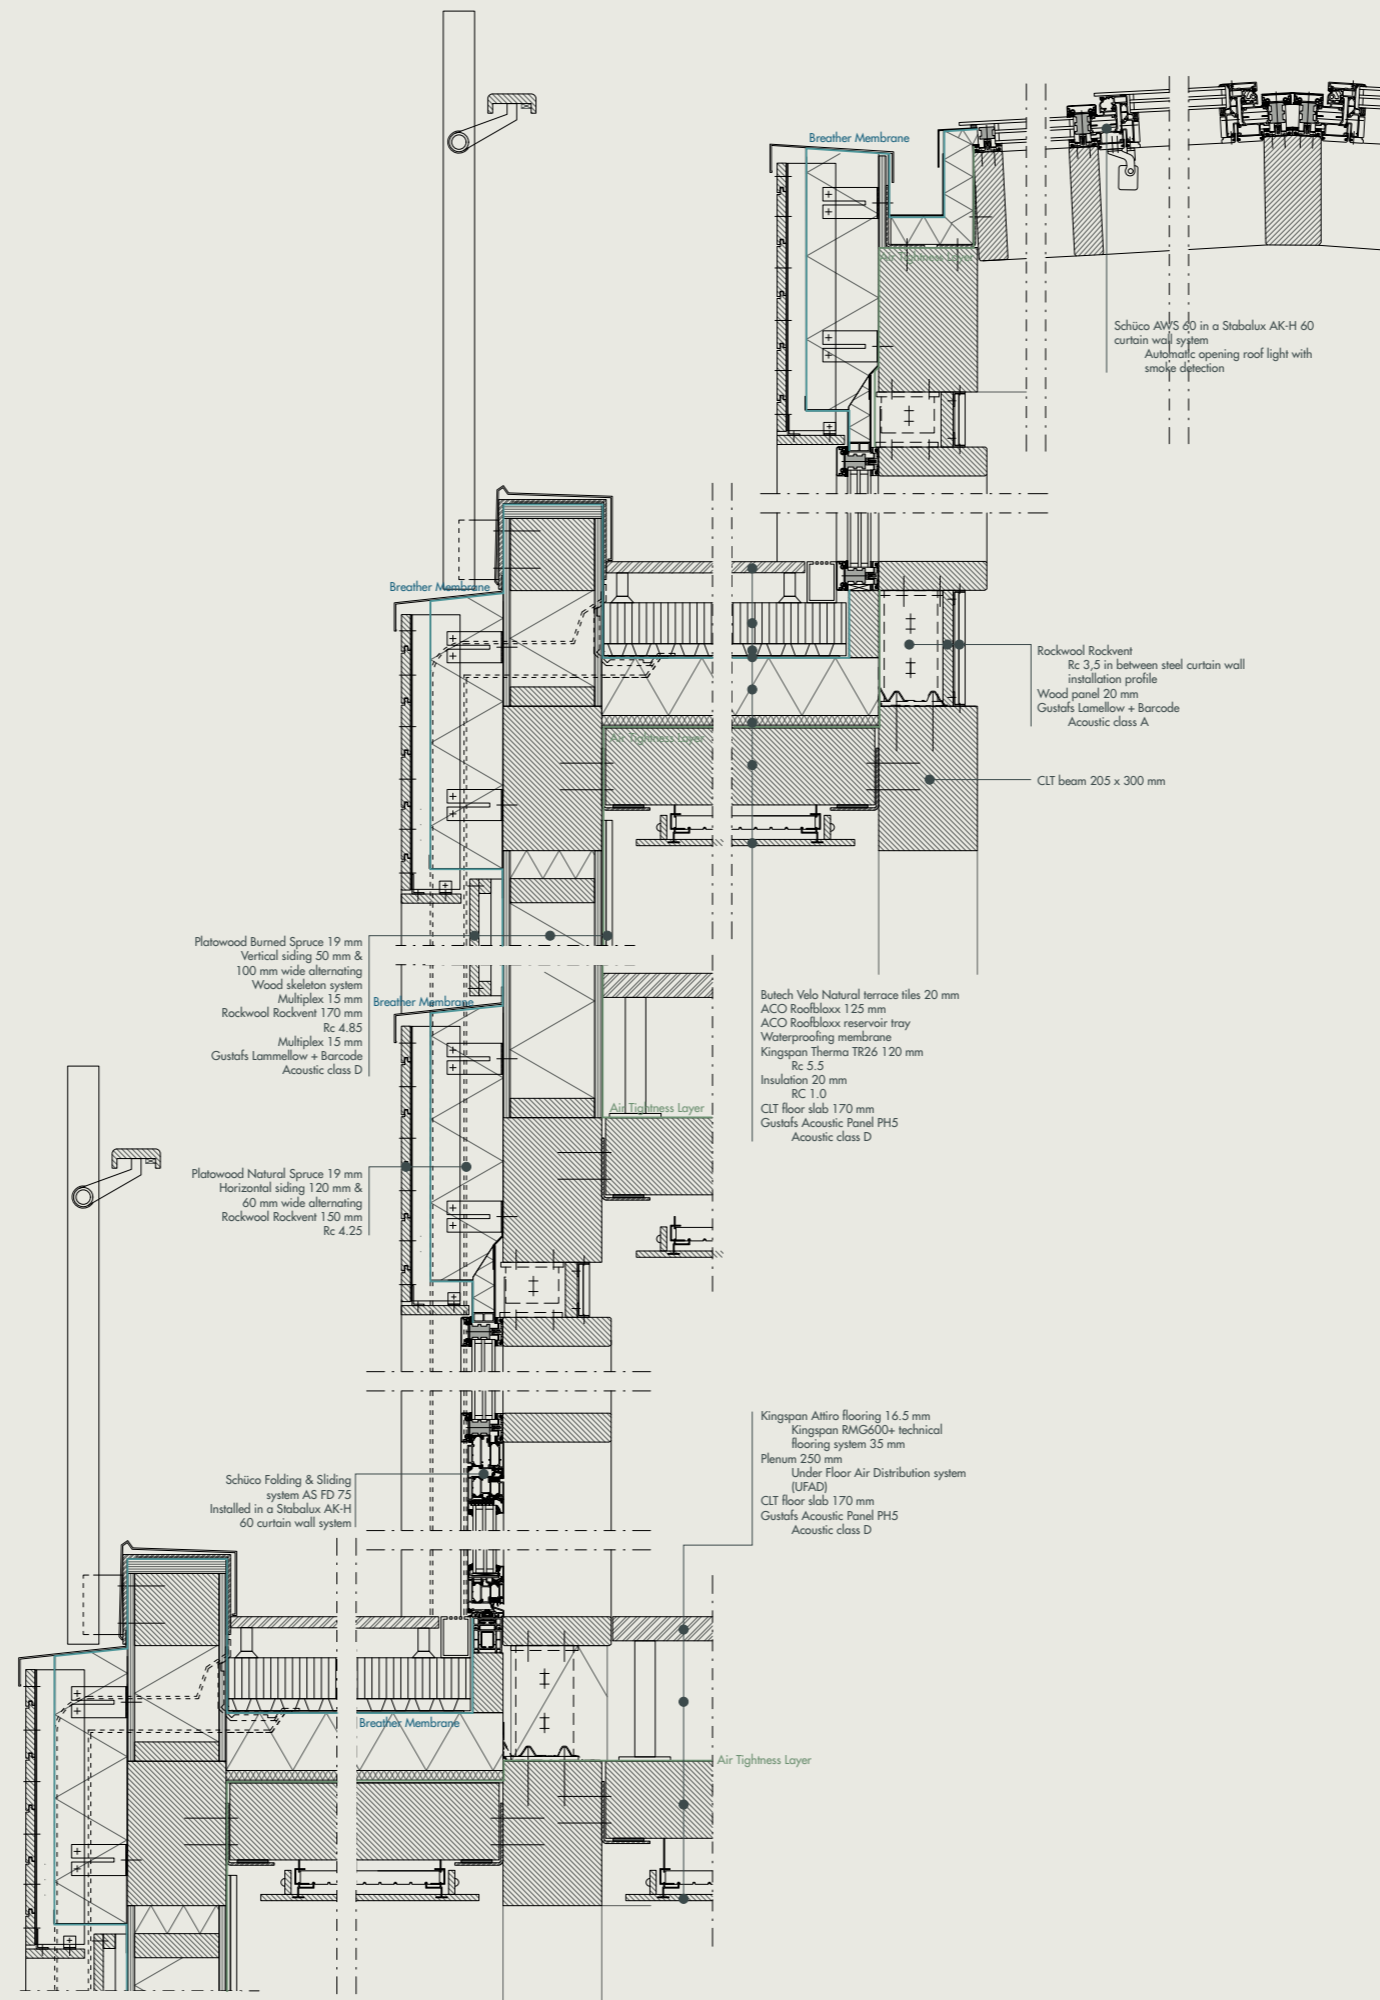 Breather Membrane
Air Tightness Layer
Schüco AWS 60 in a Stabalux AK-H 60
curtain wall system
Automatic opening roof light with
smoke detection
Breather Membrane
Rockwool Rockvent
Rc 3,5 in between steel curtain wall
installation profile
Wood panel 20 mm
Gustafs Lamellow + Barcode
Acoustic class A
Air Tightness Layer
CLT beam 205 x 300 mm
Platowood Burned Spruce 19 mm
Vertical siding 50 mm &
100 mm wide alternating
Wood skeleton system
Multiplex 15 mm
Rockwool Rockvent 170 mm
Rc 4.85
Multiplex 15 mm
Gustafs Lammellow + Barcode
Acoustic class D
Breather Membrane
Butech Velo Natural terrace tiles 20 mm
ACO Roofbloxx 125 mm
ACO Roofbloxx reservoir tray
Waterproofing membrane
Kingspan Therma TR26 120 mm
Rc 5.5
Insulation 20 mm
RC 1.0
CLT floor slab 170 mm
Gustafs Acoustic Panel PH5
Acoustic class D
Air Tightness Layer
Platowood Natural Spruce 19 mm
Horizontal siding 120 mm &
60 mm wide alternating
Rockwool Rockvent 150 mm
Rc 4.25
Kingspan Attiro flooring 16.5 mm
Kingspan RMG600+ technical
flooring system 35 mm
Plenum 250 mm
Under Floor Air Distribution system
(UFAD)
CLT floor slab 170 mm
Gustafs Acoustic Panel PH5
Acoustic class D
Schüco Folding & Sliding
system AS FD 75
Installed in a Stabalux AK-H
60 curtain wall system
Breather Membrane
Air Tightness Layer